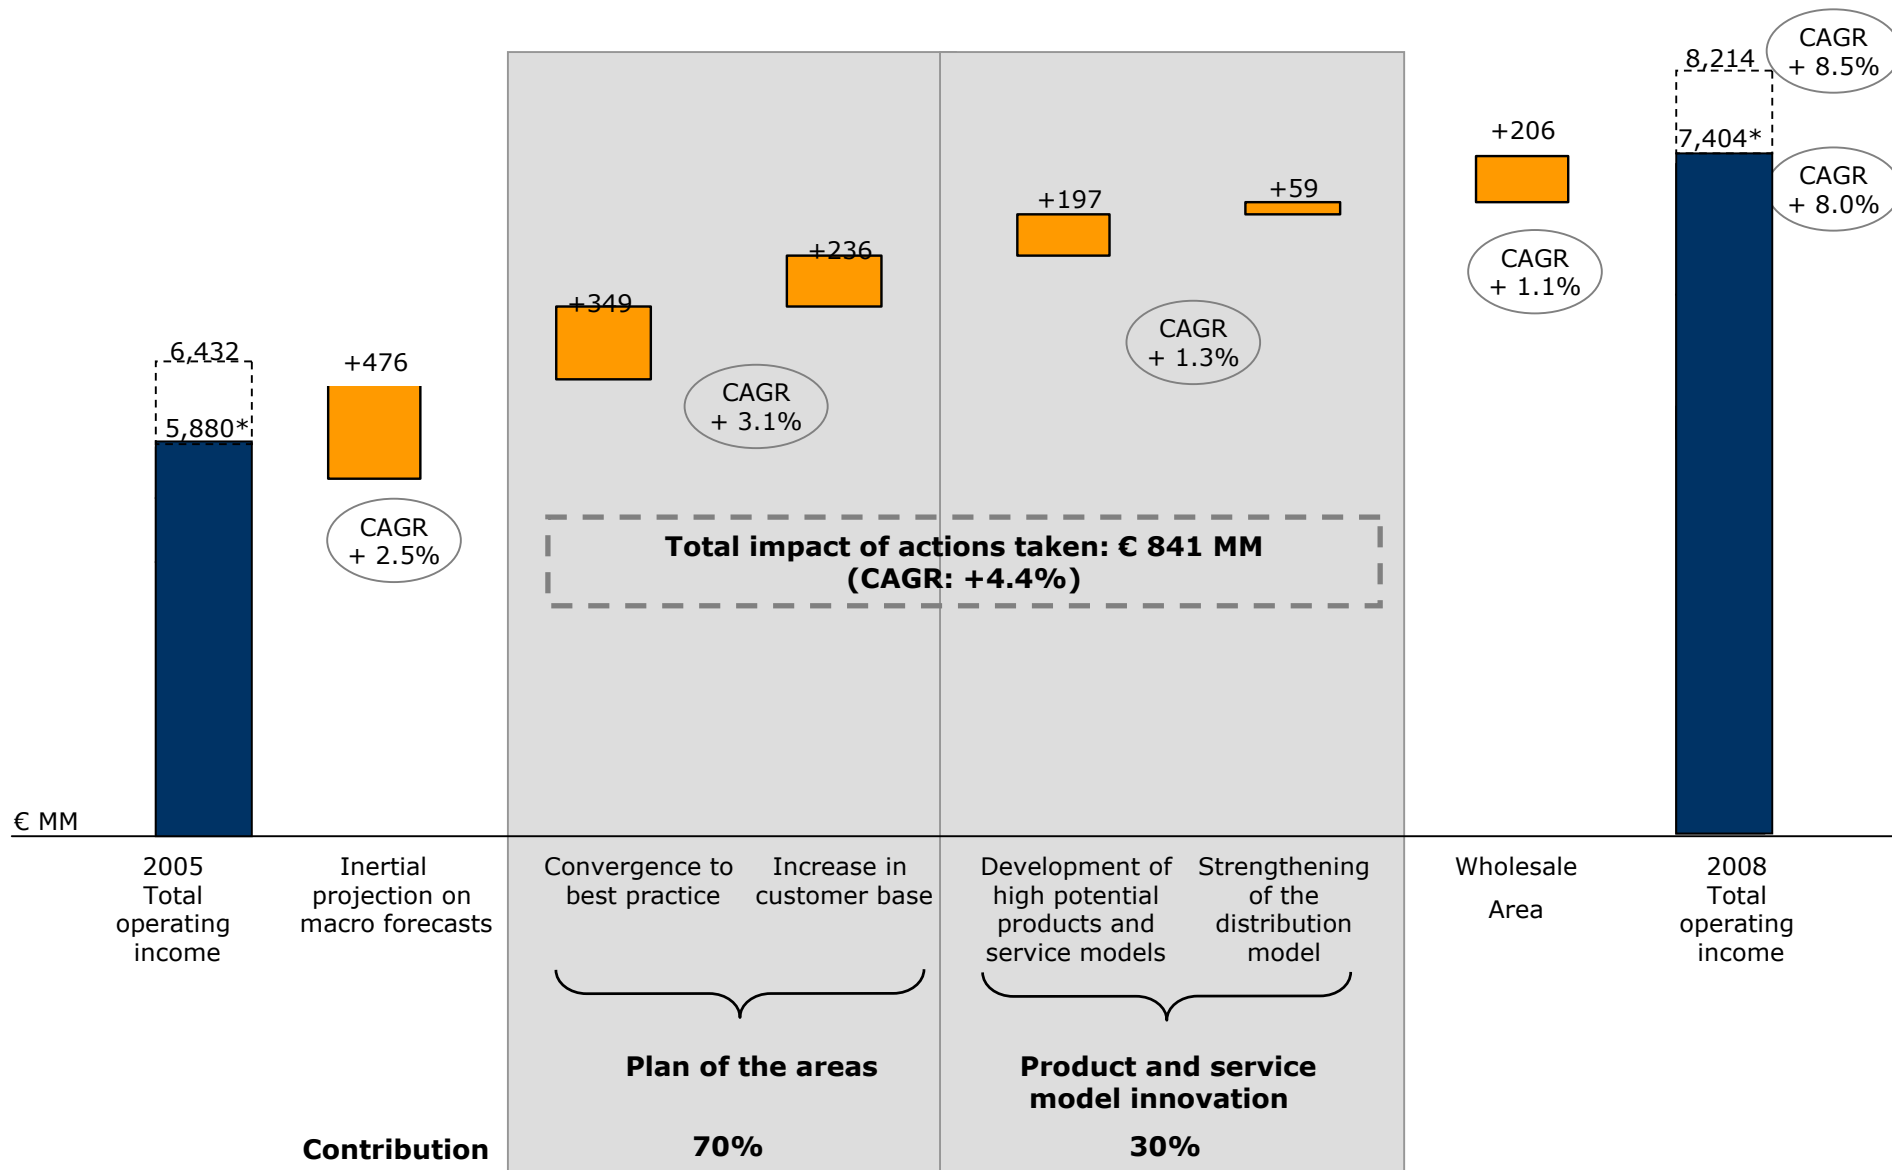 CAGR
+ 8.5%
8,214
7,404*
CAGR
+ 8.0%
+206
CAGR
+ 1.1%
+59
+197
CAGR
+ 1.3%
+236
+349
CAGR
+ 3.1%
+476
CAGR
+ 2.5%
6,432
5,880*
Total impact of actions taken: € 841 MM
(CAGR: +4.4%)
€ MM
2005
Total
operating
income
Inertial
projection on
macro forecasts
Convergence to
best practice
Increase in
customer base
Development of
high potential
products and
service models
Strengthening
of the
distribution
model
Wholesale
Area
2008
Total
operating
income
Plan of the areas
Product and service
model innovation
Contribution
70%
30%